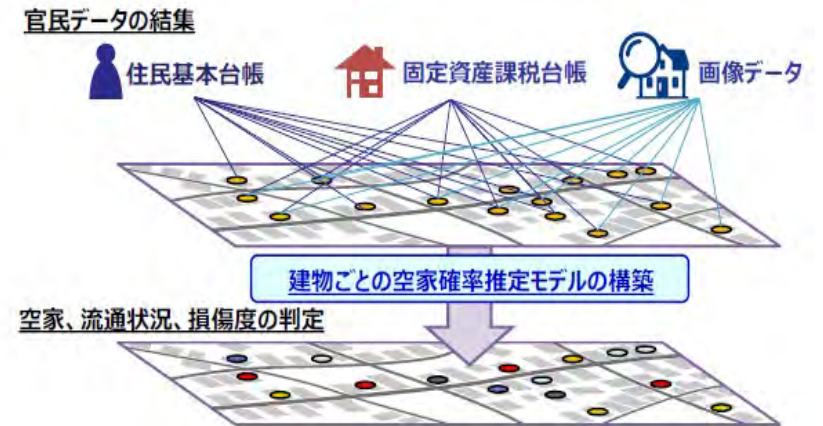 官民データの結集
住民基本台帳
固定資産課税台帳
画像データ
建物ごとの空家確率推定モデルの構築
空家、流通状況、損傷度の判定